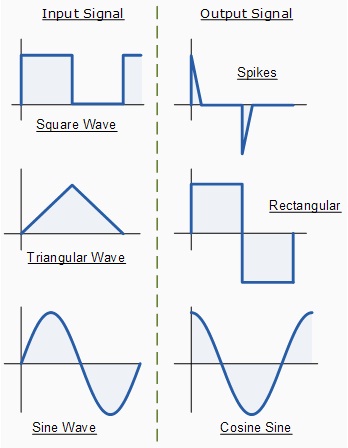 Input Signal
Output Signal
Square Wave
Spikes
Triangular Wave
Rectangular
Sine Wave
Cosine Sine